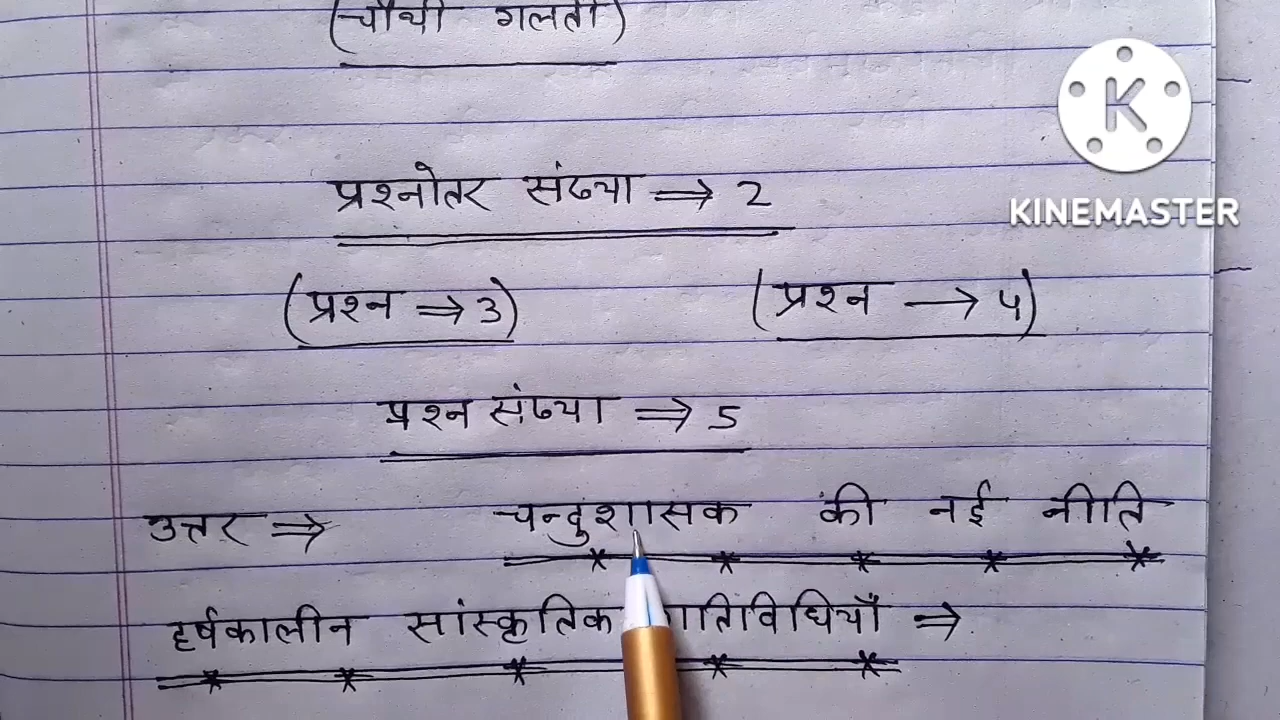 (चौथी गलती)
प्रश्नोतर संख्या ⇒ 2
(प्रश्न ⇒ 3) (प्रश्न → 4)
प्रश्न संख्या ⇒ 5
उत्तर ⇒ चन्दुशासक की नई नीति
हर्षकालीन सांस्कृतिक गतिविधियाँ ⇒
KINEMASTER